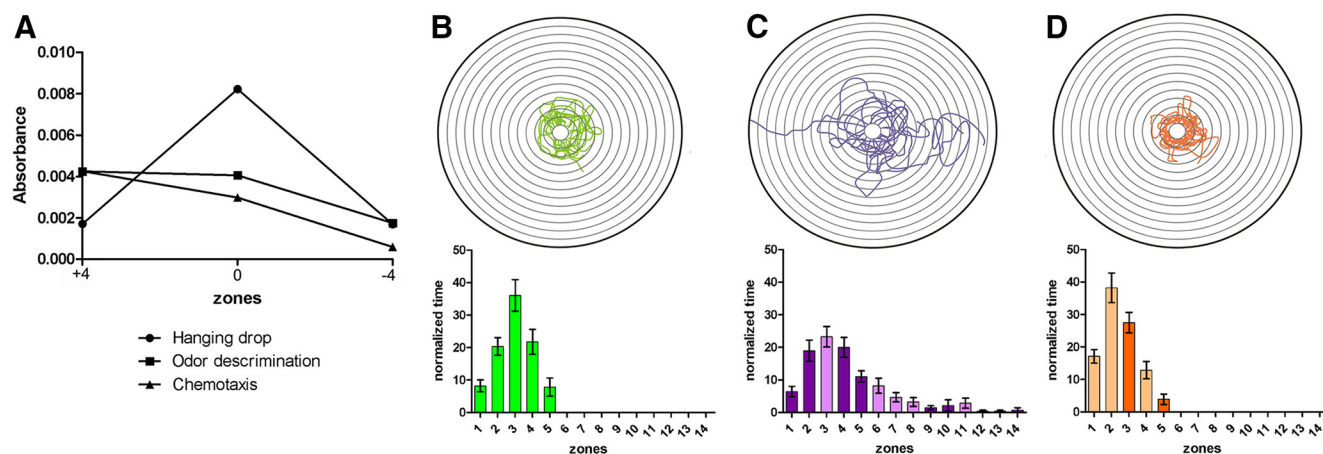 A
B
C
D
Absorbance
0.010
0.008
0.006
0.004
0.002
0.000
+4
0
-4
zones
Hanging drop
Odor descrimination
Chemotaxis
normalized time
50
40
30
20
10
0
1 2 3 4 5 6 7 8 9 10 11 12 13 14
zones
normalized time
50
40
30
20
10
0
1 2 3 4 5 6 7 8 9 10 11 12 13 14
zones
normalized time
50
40
30
20
10
0
1 2 3 4 5 6 7 8 9 10 11 12 13 14
zones